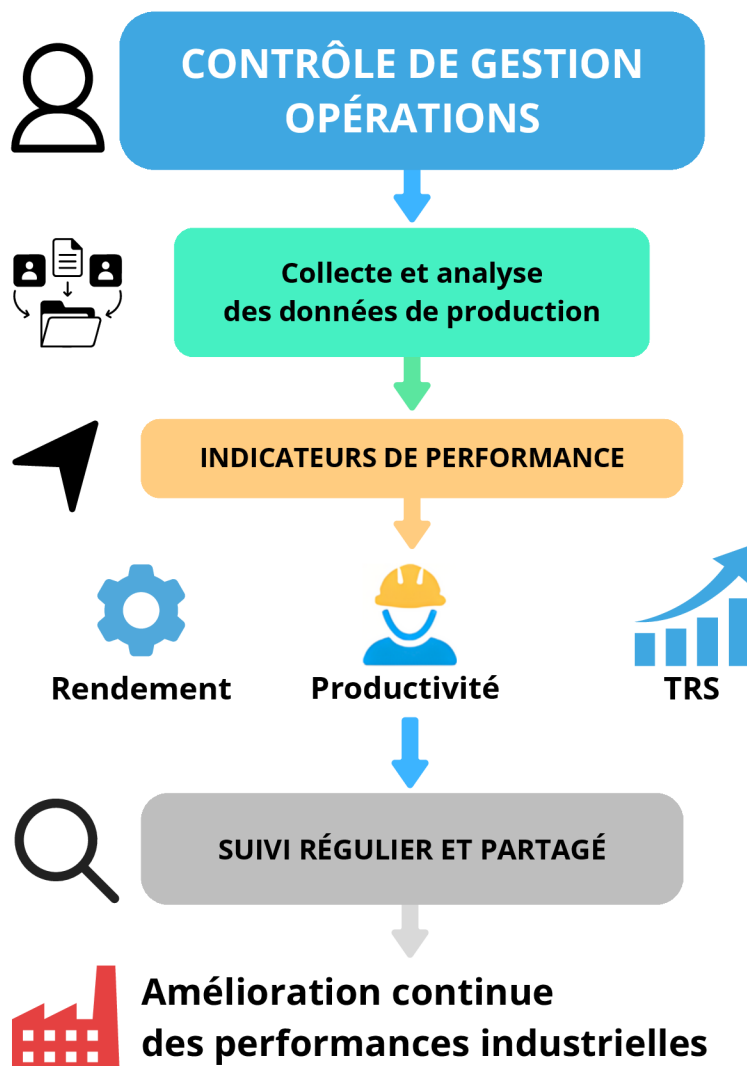 CONTRÔLE DE GESTION
OPÉRATIONS
Collecte et analyse
des données de production
INDICATEURS DE PERFORMANCE
Rendement
Productivité
TRS
SUIVI RÉGULIER ET PARTAGÉ
Amélioration continue
des performances industrielles